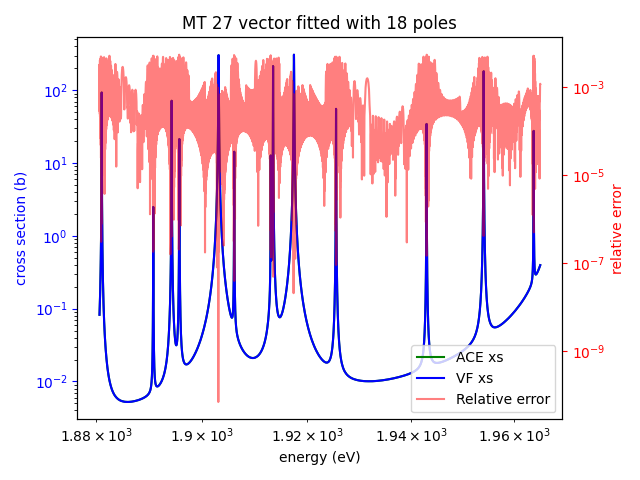 MT 27 vector fitted with 18 poles
cross section (b)
10²
10¹
10⁰
10⁻¹
10⁻²
10⁻³
10⁻⁵
10⁻⁷
10⁻⁹
relative error
ACE xs
VF xs
Relative error
1.88 × 10³ 1.9 × 10³ 1.92 × 10³ 1.94 × 10³ 1.96 × 10³
energy (eV)